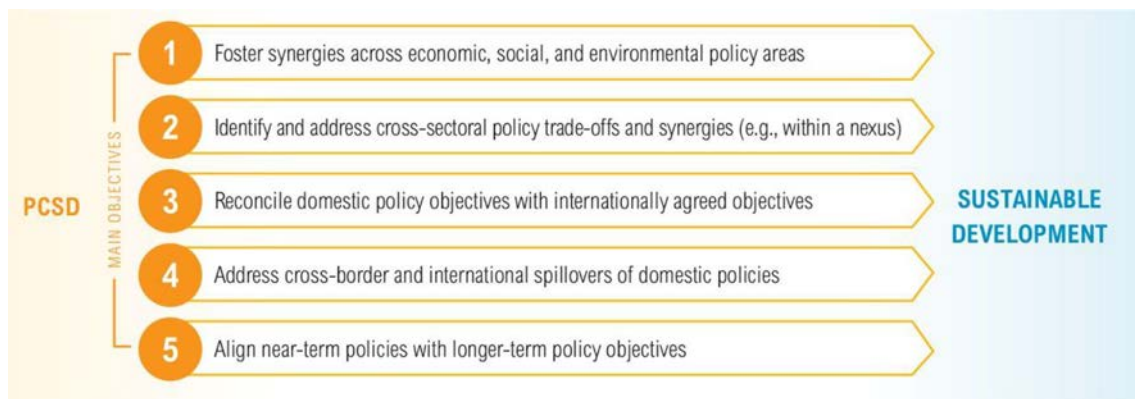 PCSD
MAIN OBJECTIVES
1 Foster synergies across economic, social, and environmental policy areas
2 Identify and address cross-sectoral policy trade-offs and synergies (e.g., within a nexus)
3 Reconcile domestic policy objectives with internationally agreed objectives
4 Address cross-border and international spillovers of domestic policies
5 Align near-term policies with longer-term policy objectives
SUSTAINABLE
DEVELOPMENT